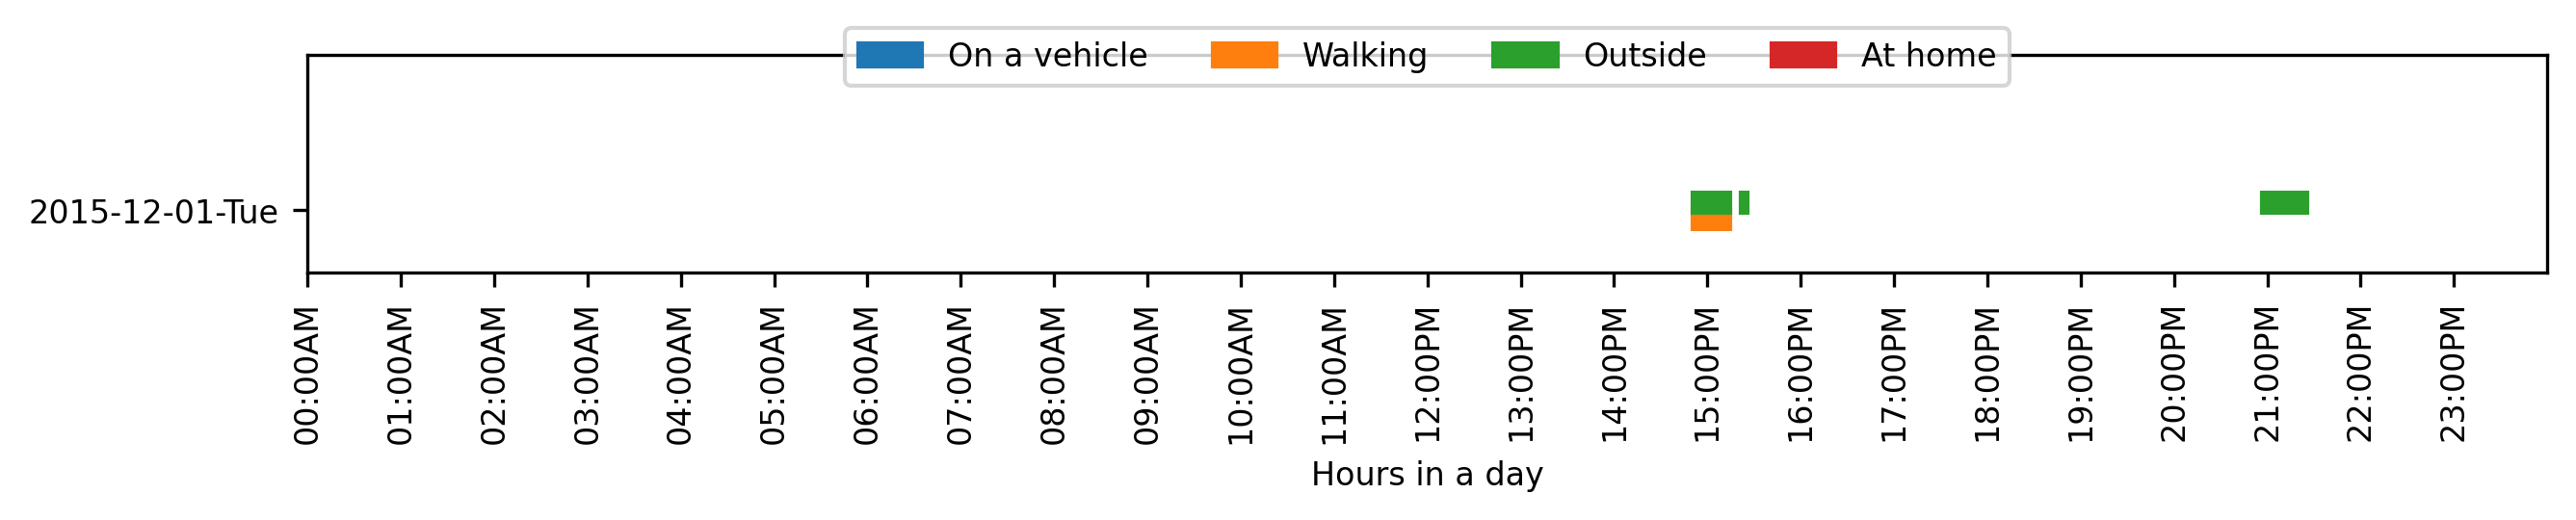 On a vehicle Walking Outside At home
2015-12-01-Tue
00:00AM 01:00AM 02:00AM 03:00AM 04:00AM 05:00AM 06:00AM 07:00AM 08:00AM 09:00AM 10:00AM 11:00AM 12:00PM 13:00PM 14:00PM 15:00PM 16:00PM 17:00PM 18:00PM 19:00PM 20:00PM 21:00PM 22:00PM 23:00PM
Hours in a day